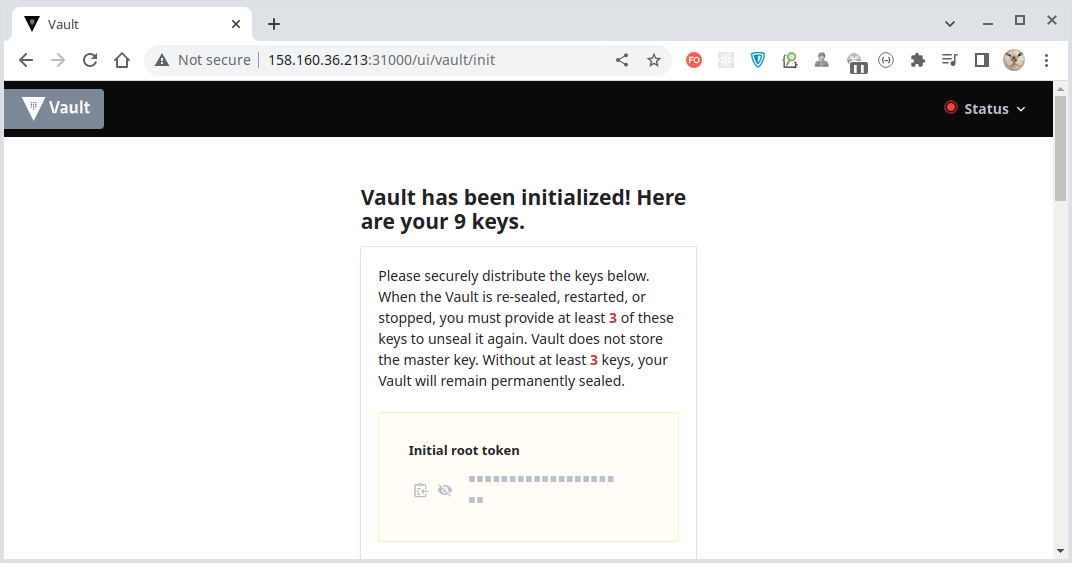 Vault
Not secure
158.160.36.213:31000/ui/vault/init
FO
Vault
Status
Vault has been initialized! Here
are your 9 keys.
Please securely distribute the keys below.
When the Vault is re-sealed, restarted, or
stopped, you must provide at least 3 of these
keys to unseal it again. Vault does not store
the master key. Without at least 3 keys, your
Vault will remain permanently sealed.
Initial root token